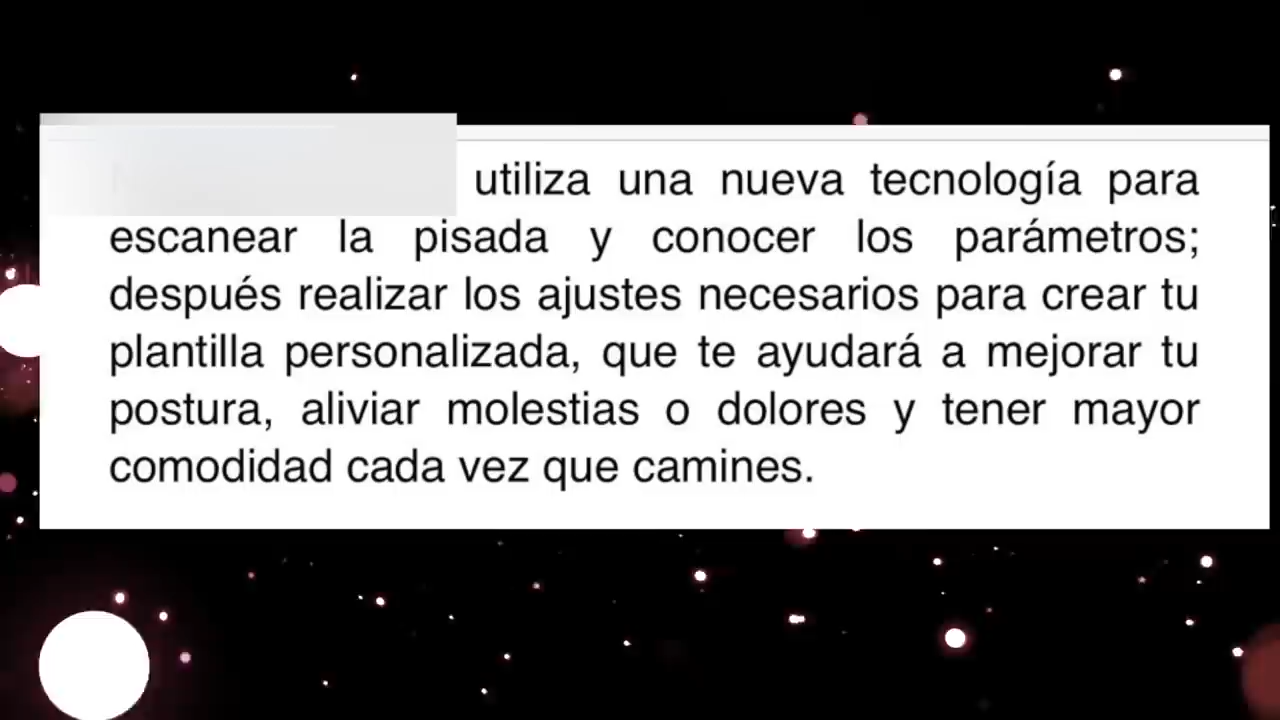 utiliza una nueva tecnología para
escanear la pisada y conocer los parámetros;
después realizar los ajustes necesarios para crear tu
plantilla personalizada, que te ayudará a mejorar tu
postura, aliviar molestias o dolores y tener mayor
comodidad cada vez que camines.